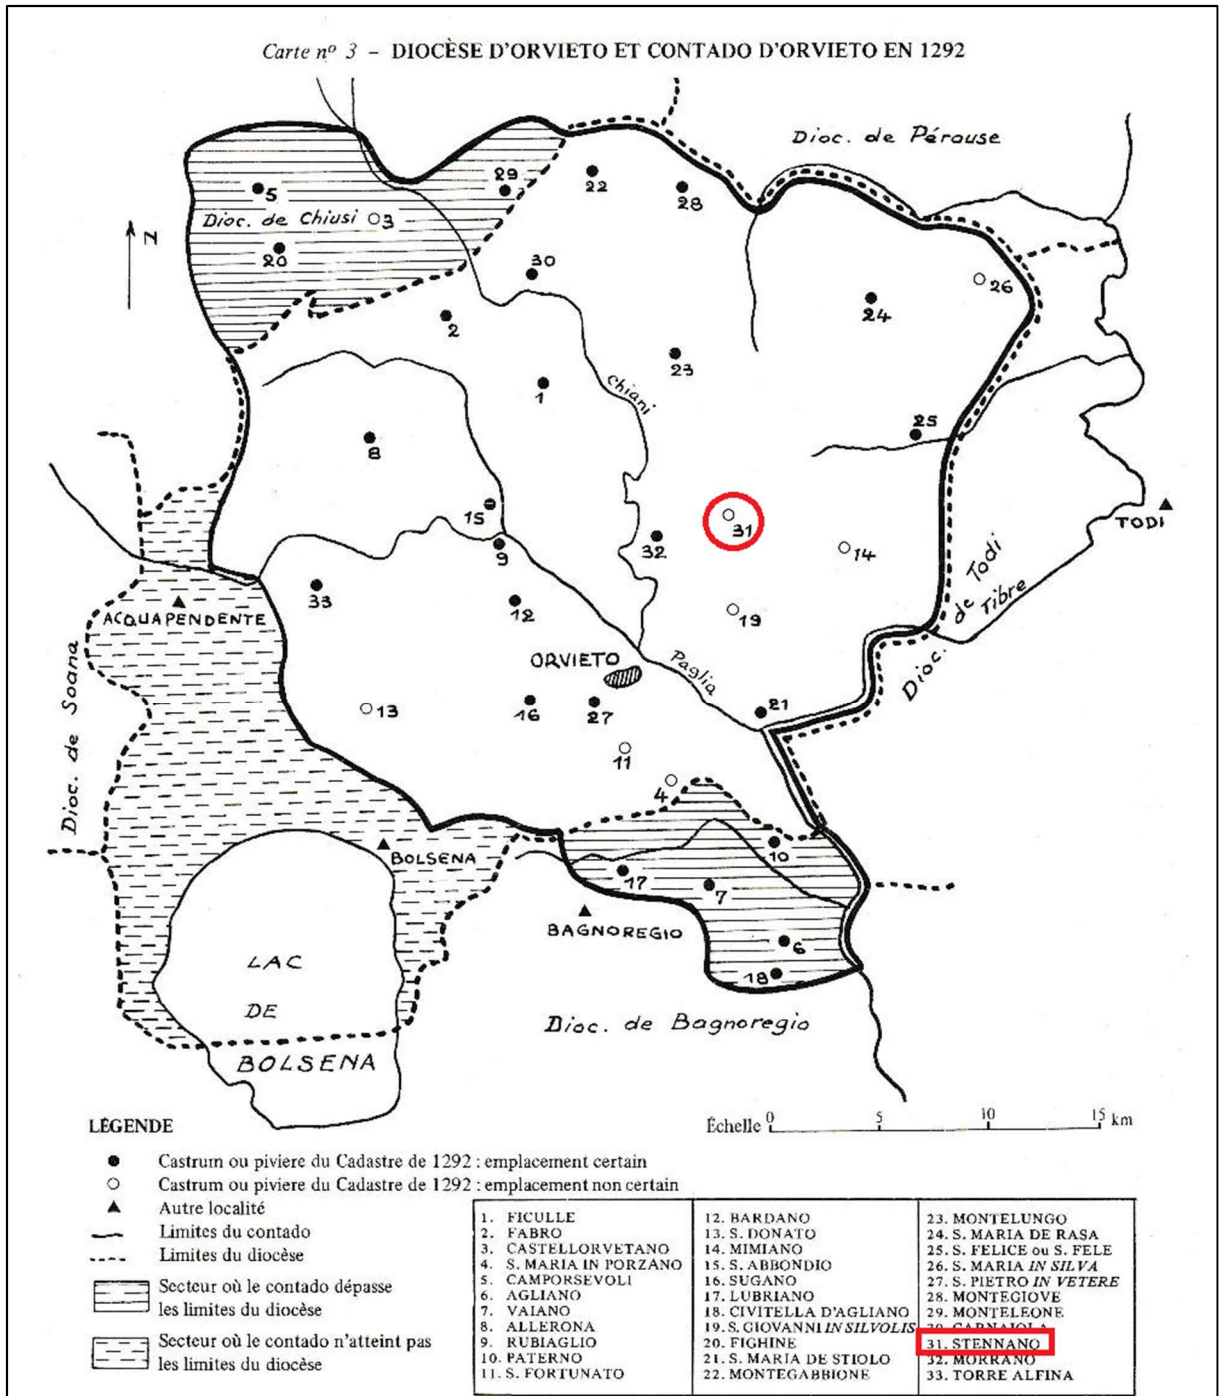 Carte nº 3 – DIOCÈSE D'ORVIETO ET CONTADO D'ORVIETO EN 1292
Dioc. de Pérouse
29
22
28
5
Dioc. de Chiusi 3
N
20
30
26
24
2
23
Chiani
1
25
8
15
31
TODI
32
14
9
33
12
19
ACQUAPENDENTE
Dioc. de Todi
Tibre
ORVIETO
Paglia
Dioc. de Soana
13
16
27
21
11
4
10
BOLSENA
17
7
BAGNOREGIO
6
LAC
18
DE
Dioc. de Bagnoregio
BOLSENA
LÉGENDE
Échelle 0 5 10 15 km
Castrum ou piviere du Cadastre de 1292 : emplacement certain
Castrum ou piviere du Cadastre de 1292 : emplacement non certain
Autre localité
Limites du contado
Limites du diocèse
Secteur où le contado dépasse
les limites du diocèse
Secteur où le contado n'atteint pas
les limites du diocèse
1. FICULLE
2. FABRO
3. CASTELLORVETANO
4. S. MARIA IN PORZANO
5. CAMPORSEVOLI
6. AGLIANO
7. VAIANO
8. ALLERONA
9. RUBIAGLIO
10. PATERNO
11. S. FORTUNATO
12. BARDANO
13. S. DONATO
14. MIMIANO
15. S. ABBONDIO
16. SUGANO
17. LUBRIANO
18. CIVITELLA D'AGLIANO
19. S. GIOVANNI IN SILVOLIS
20. FIGHINE
21. S. MARIA DE STIOLO
22. MONTEGABBIONE
23. MONTELUNGO
24. S. MARIA DE RASA
25. S. FELICE ou S. FELE
26. S. MARIA IN SILVA
27. S. PIETRO IN VETERE
28. MONTEGIOVE
29. MONTELEONE
30. CARNAIOLA
31. STENNANO
32. MORRANO
33. TORRE ALFINA